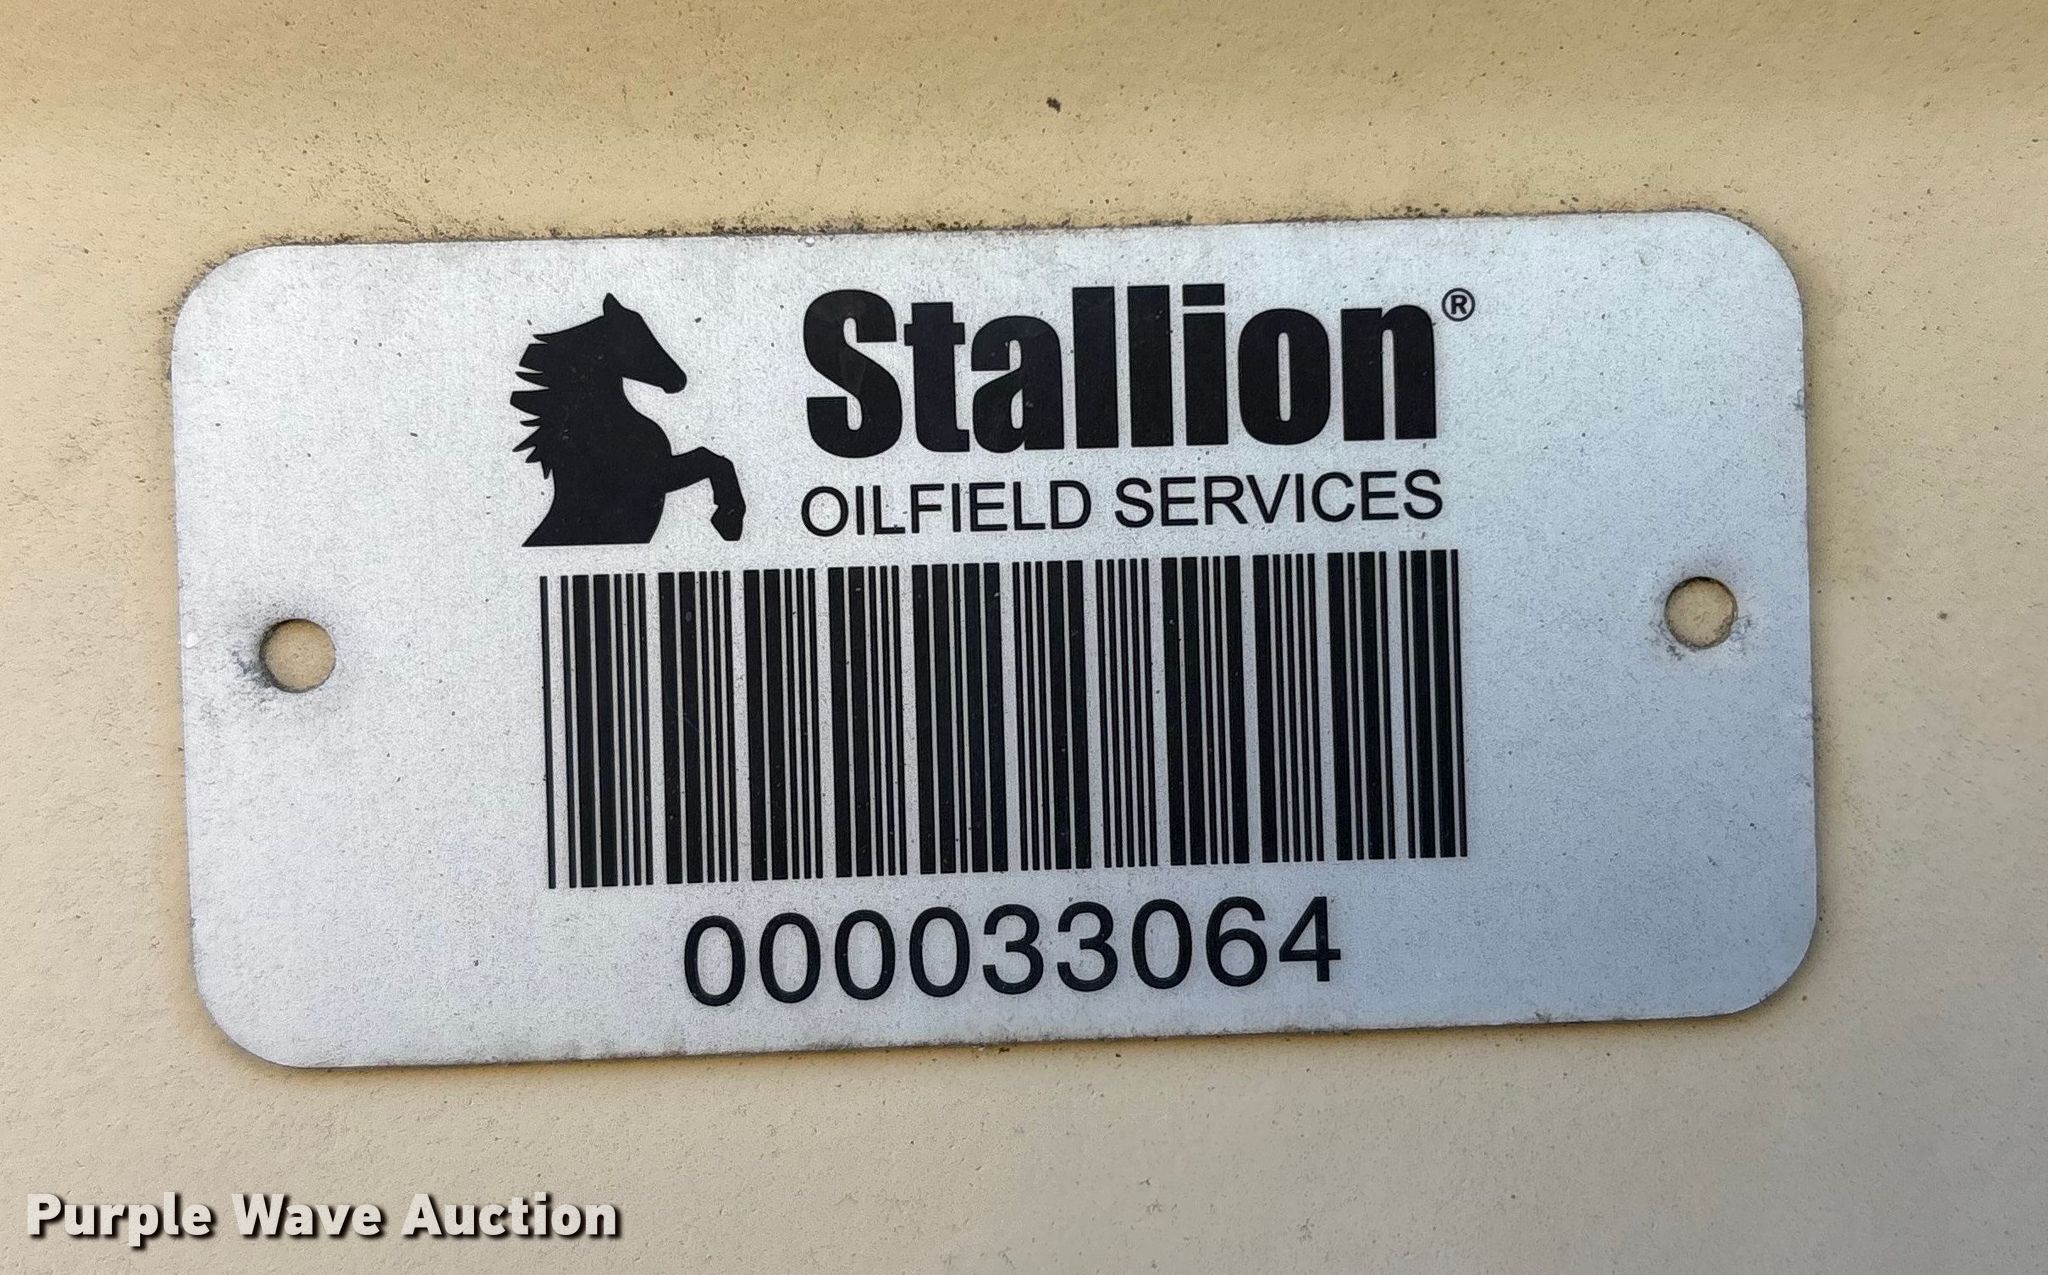 Stallion®
OILFIELD SERVICES
000033064
Purple Wave Auction